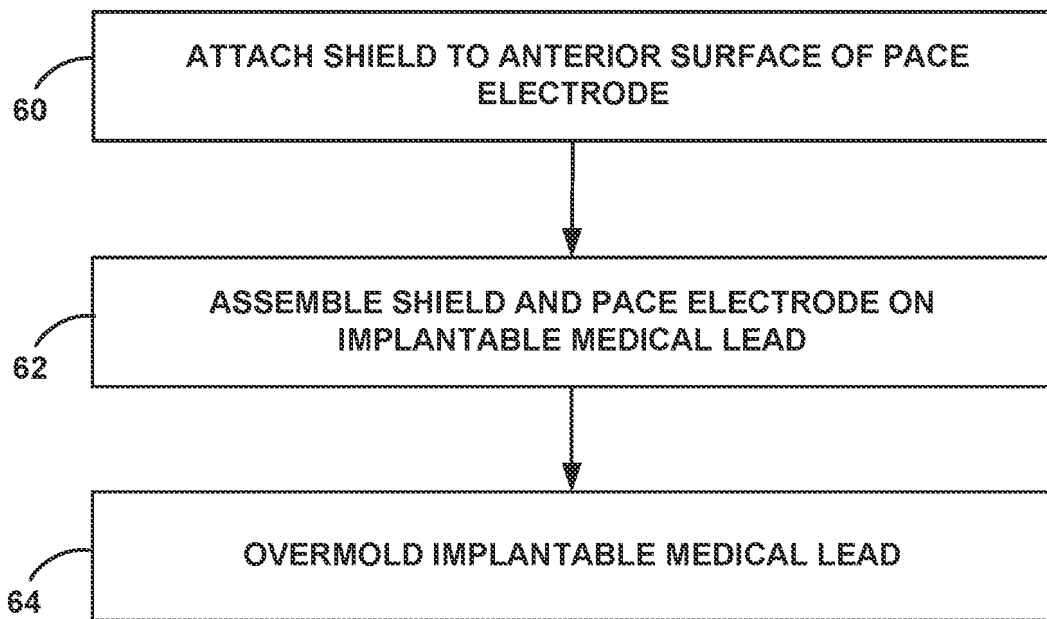 ATTACH SHIELD TO ANTERIOR SURFACE OF PACE
ELECTRODE
60
ASSEMBLE SHIELD AND PACE ELECTRODE ON
IMPLANTABLE MEDICAL LEAD
62
OVERMOLD IMPLANTABLE MEDICAL LEAD
64